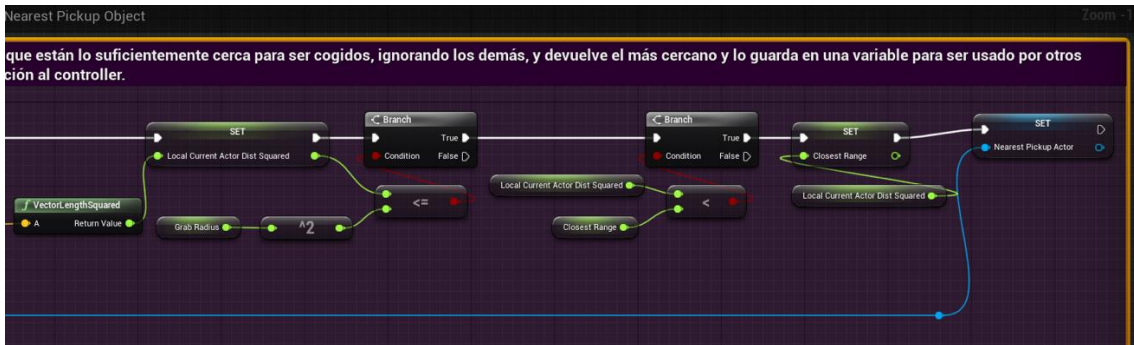 Nearest Pickup Object
Zoom -1
que están lo suficientemente cerca para ser cogidos, ignorando los demás, y devuelve el más cercano y lo guarda en una variable para ser usado por otros
ción al controller.
VectorLengthSquared
A
Return Value
SET
Local Current Actor Dist Squared
Grab Radius
^2
<=
Branch
True
Condition
False
Local Current Actor Dist Squared
Closest Range
<
Branch
True
Condition
False
SET
Closest Range
Local Current Actor Dist Squared
SET
Nearest Pickup Actor